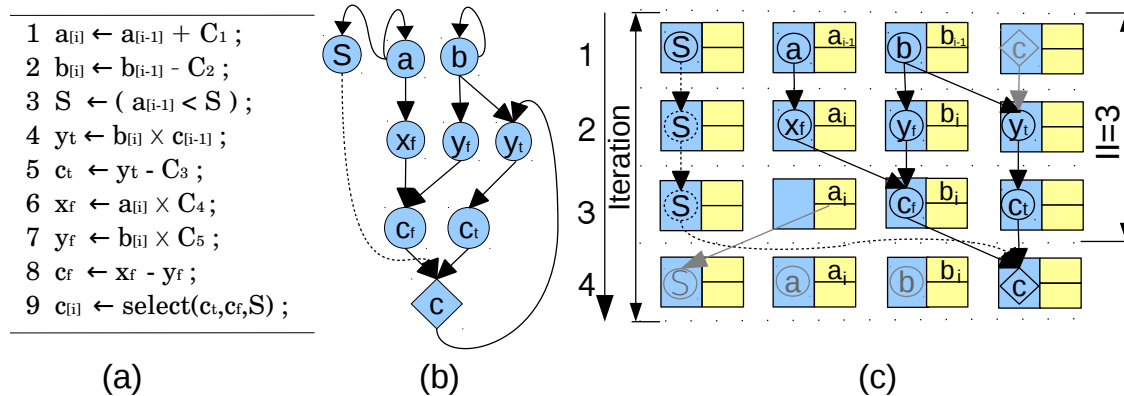 1 a[i] ← a[i-1] + C1 ;
2 b[i] ← b[i-1] - C2 ;
3 S ← ( a[i-1] < S ) ;
4 yt ← b[i] × c[i-1] ;
5 ct ← yt - C3 ;
6 xf ← a[i] × C4 ;
7 yf ← b[i] × C5 ;
8 cf ← xf - yf ;
9 c[i] ← select(ct,cf,S) ;
(a)
S a b
xf yf yt
cf ct
c
(b)
Iteration
1 S a ai-1 b bi-1 c
2 S xf ai yf bi yt
3 S ai cf bi ct
4 S a ai b bi c
II=3
(c)